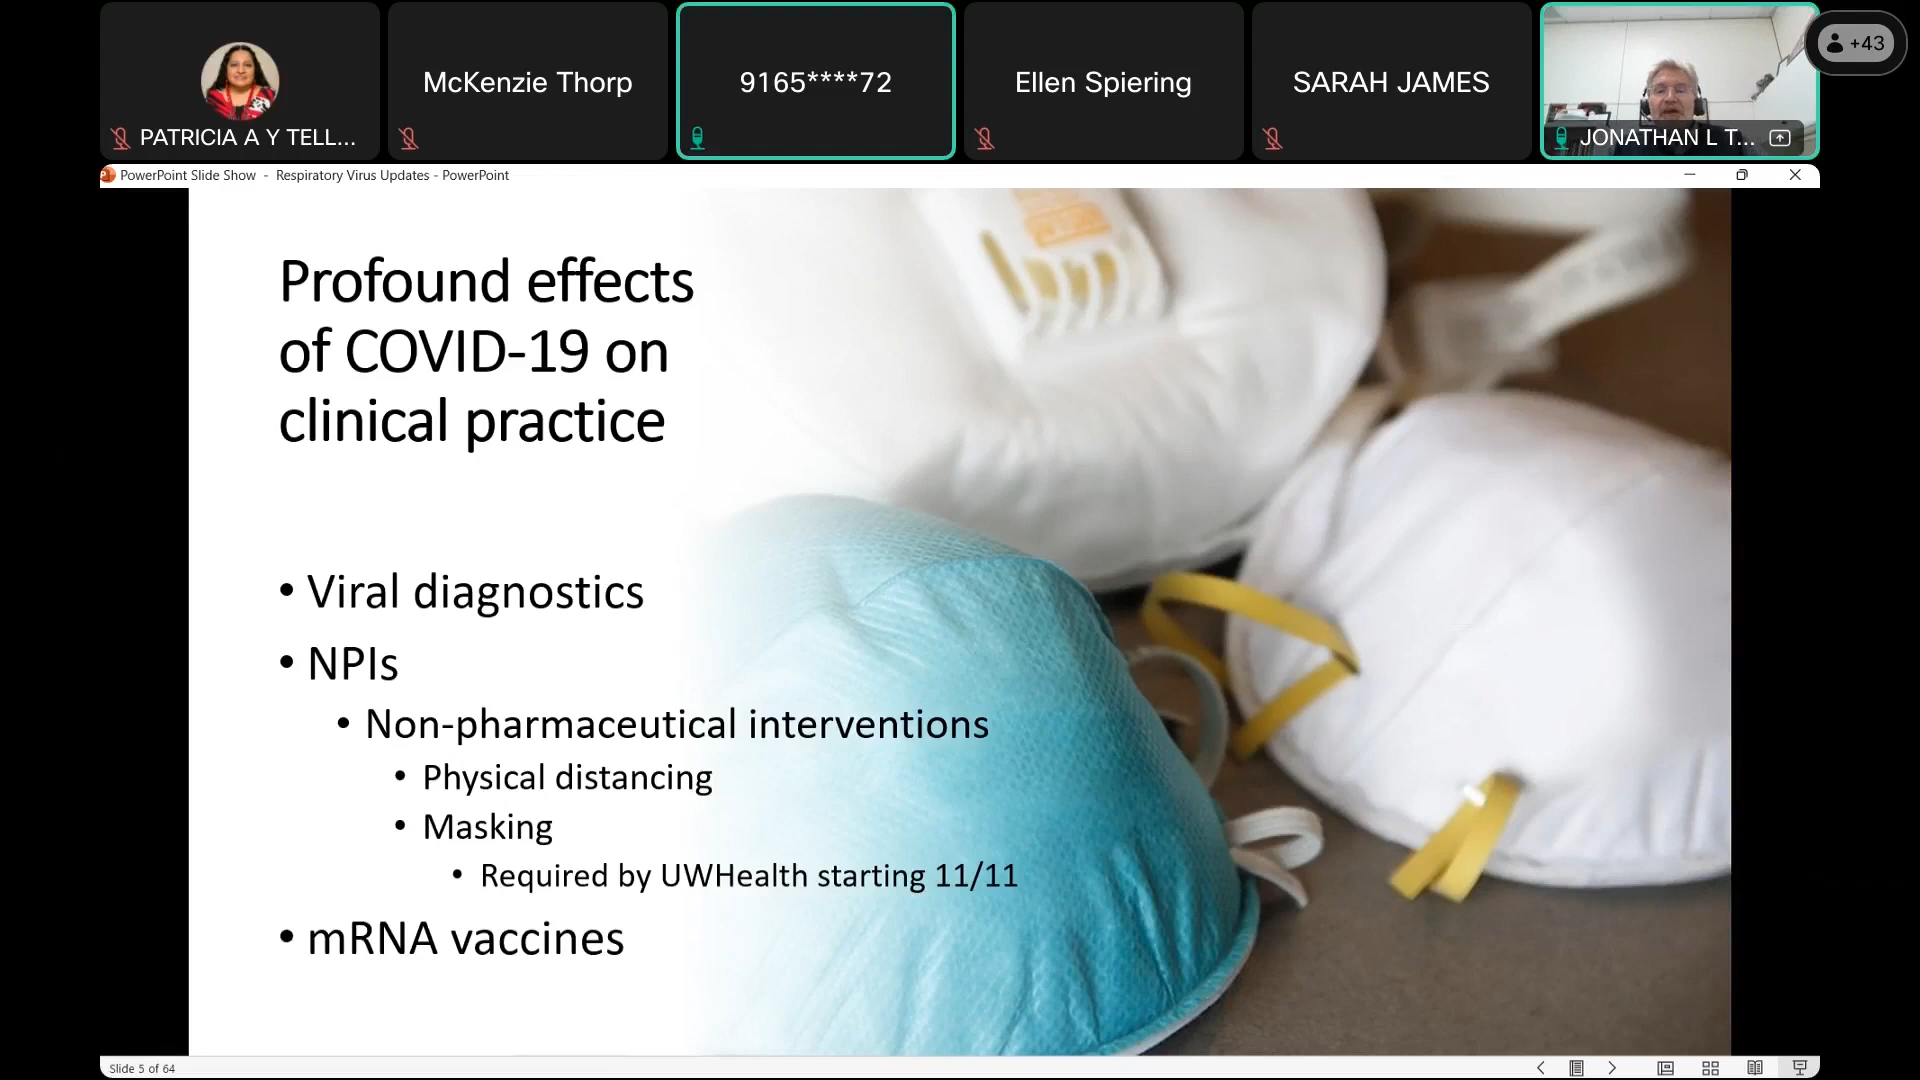 PATRICIA A Y TELL...
McKenzie Thorp
9165****72
Ellen Spiering
SARAH JAMES
JONATHAN L T...
+43
PowerPoint Slide Show - Respiratory Virus Updates - PowerPoint
Profound effects
of COVID-19 on
clinical practice
• Viral diagnostics
• NPIs
• Non-pharmaceutical interventions
• Physical distancing
• Masking
• Required by UWHealth starting 11/11
• mRNA vaccines
Slide 5 of 64